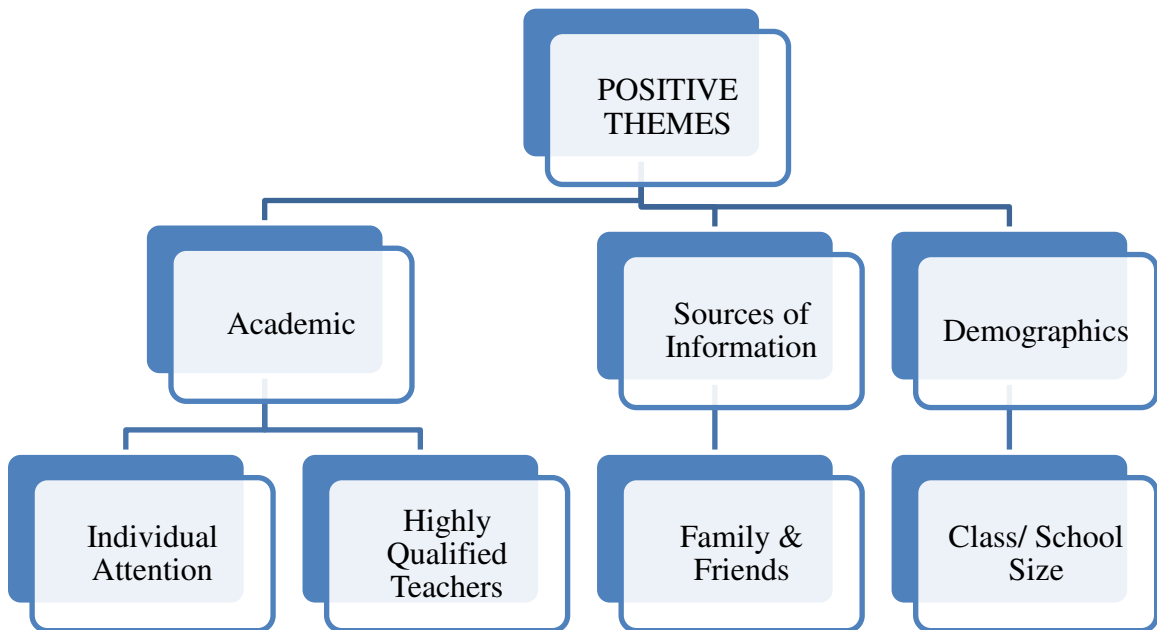 POSITIVE
THEMES
Academic
Sources of
Information
Demographics
Individual
Attention
Highly
Qualified
Teachers
Family &
Friends
Class/ School
Size